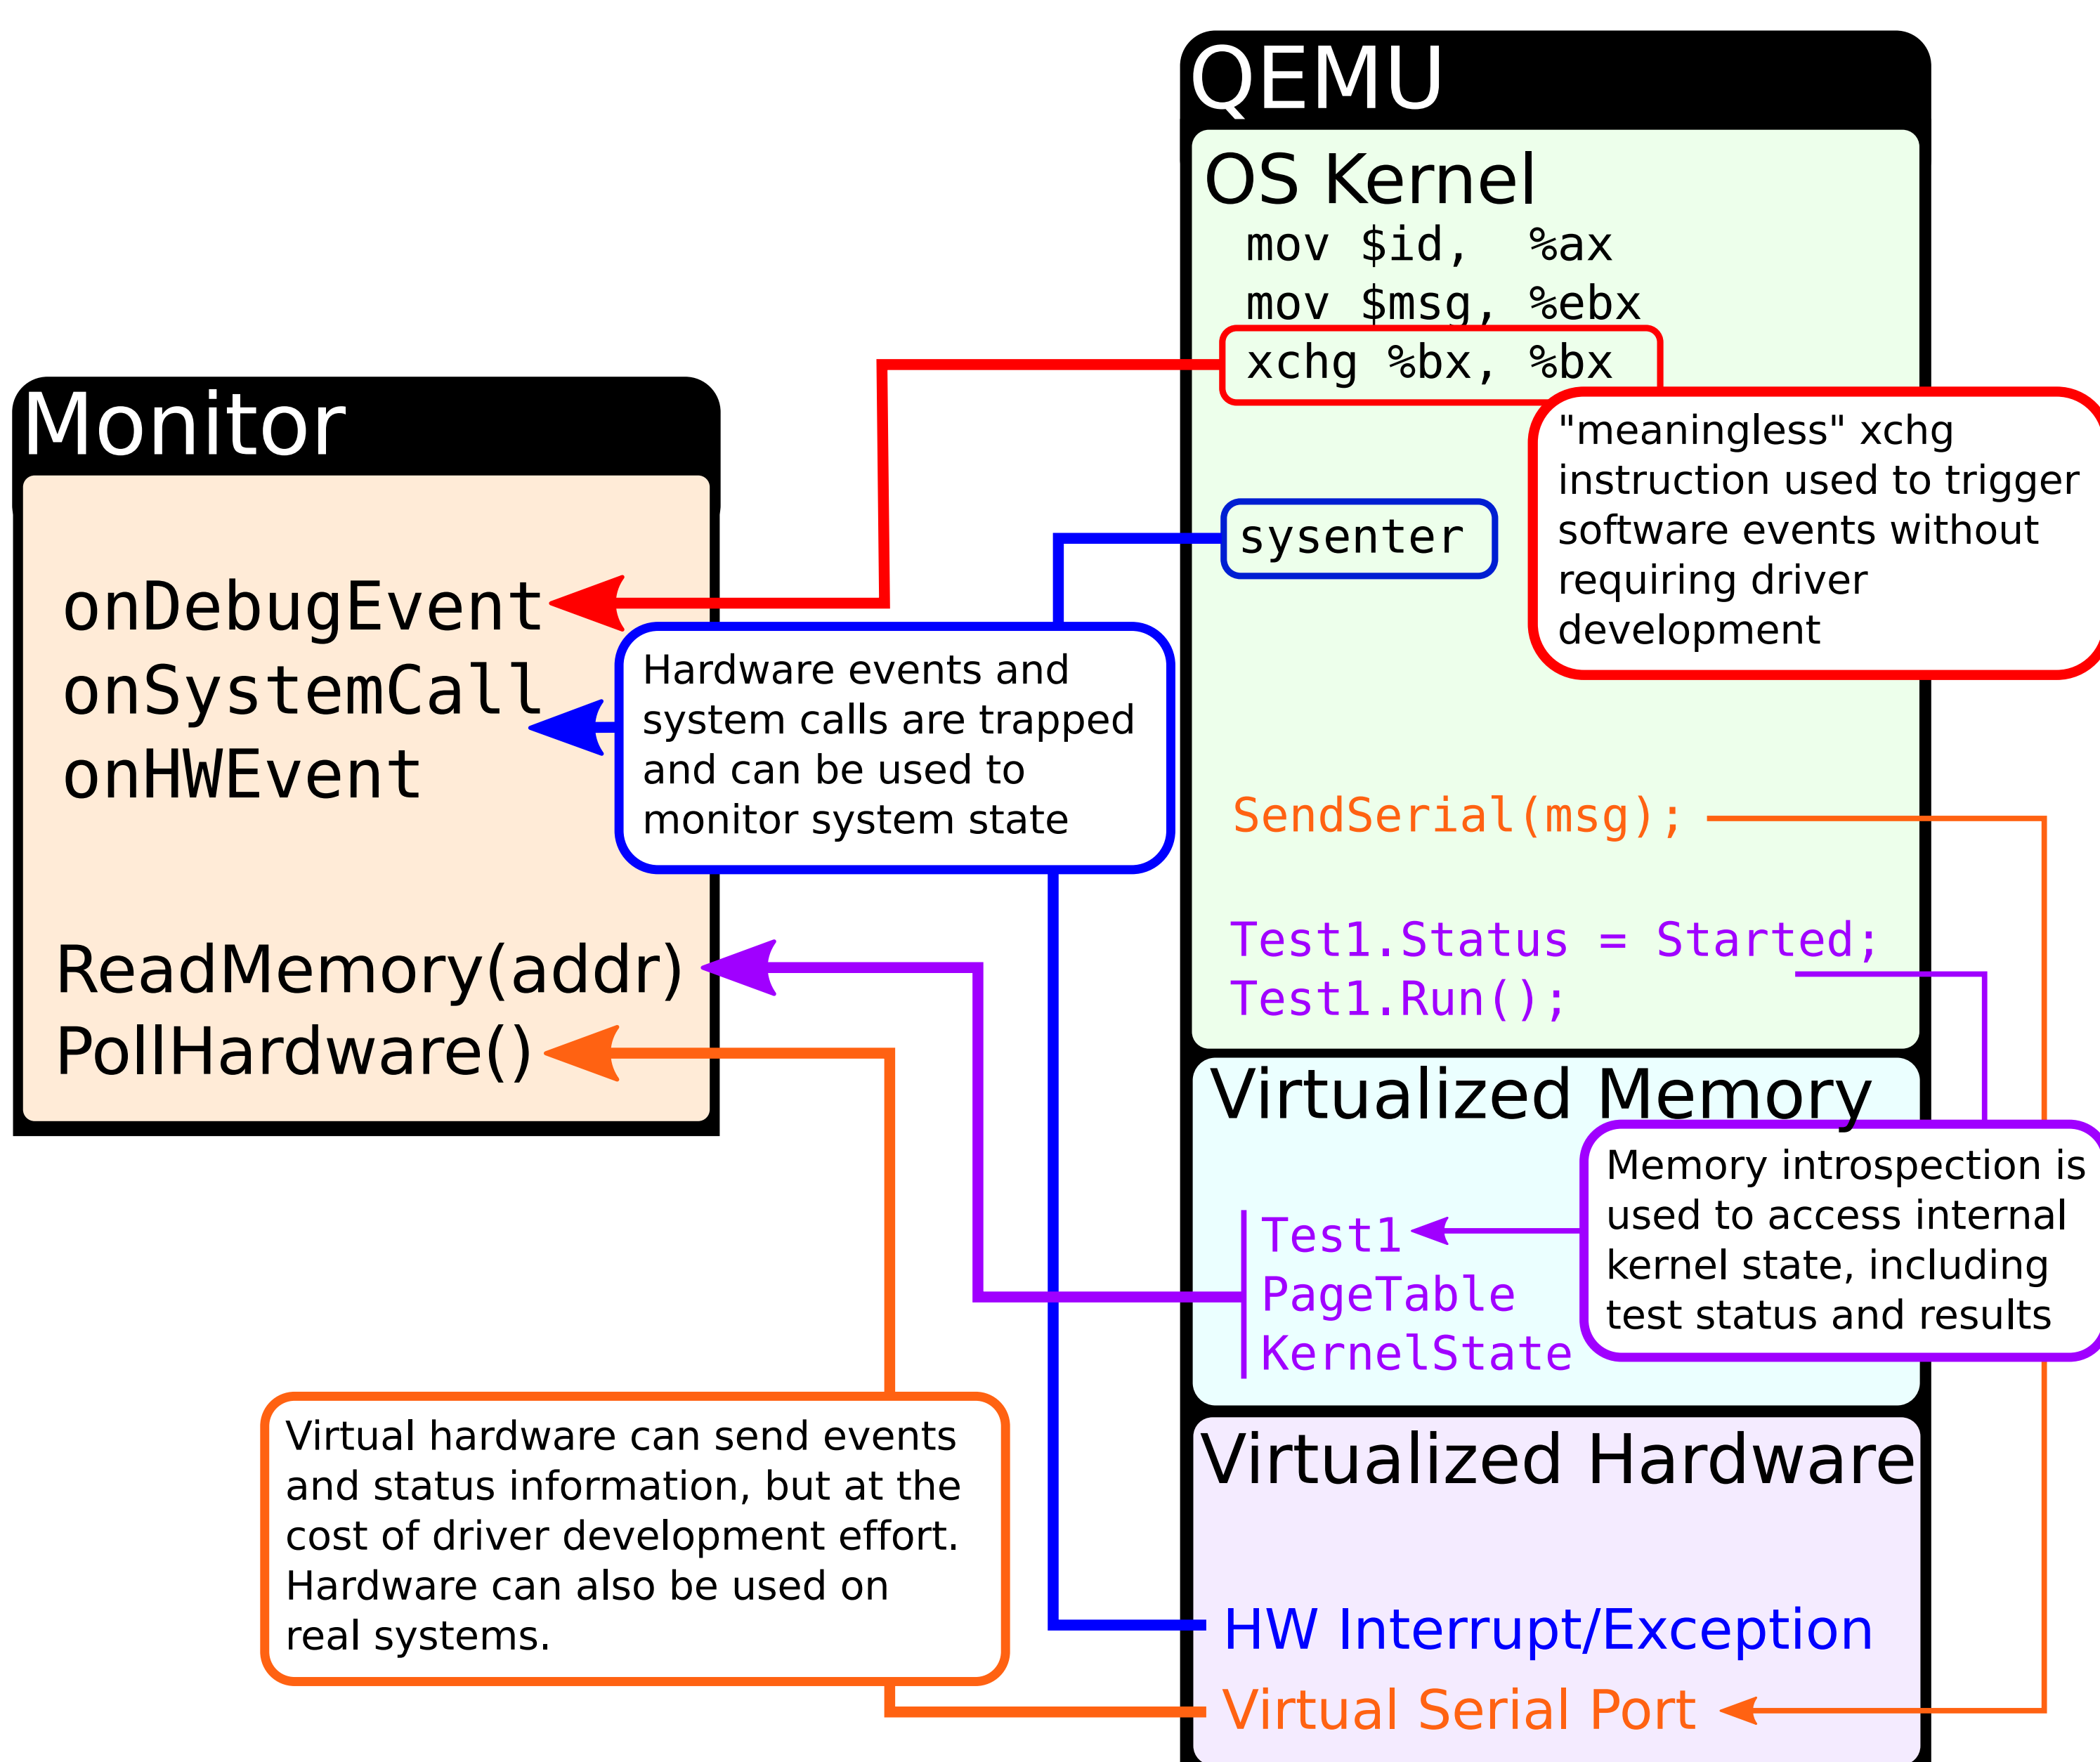 QEMU
OS Kernel
mov $id,  %ax
mov $msg, %ebx
xchg %bx, %bx
"meaningless" xchg
instruction used to trigger
software events without
requiring driver
development
sysenter
SendSerial(msg);
Test1.Status = Started;
Test1.Run();
Monitor
onDebugEvent
onSystemCall
onHWEvent
ReadMemory(addr)
PollHardware()
Hardware events and
system calls are trapped
and can be used to
monitor system state
Virtualized Memory
Test1
PageTable
KernelState
Memory introspection is
used to access internal
kernel state, including
test status and results
Virtual hardware can send events
and status information, but at the
cost of driver development effort.
Hardware can also be used on
real systems.
Virtualized Hardware
HW Interrupt/Exception
Virtual Serial Port